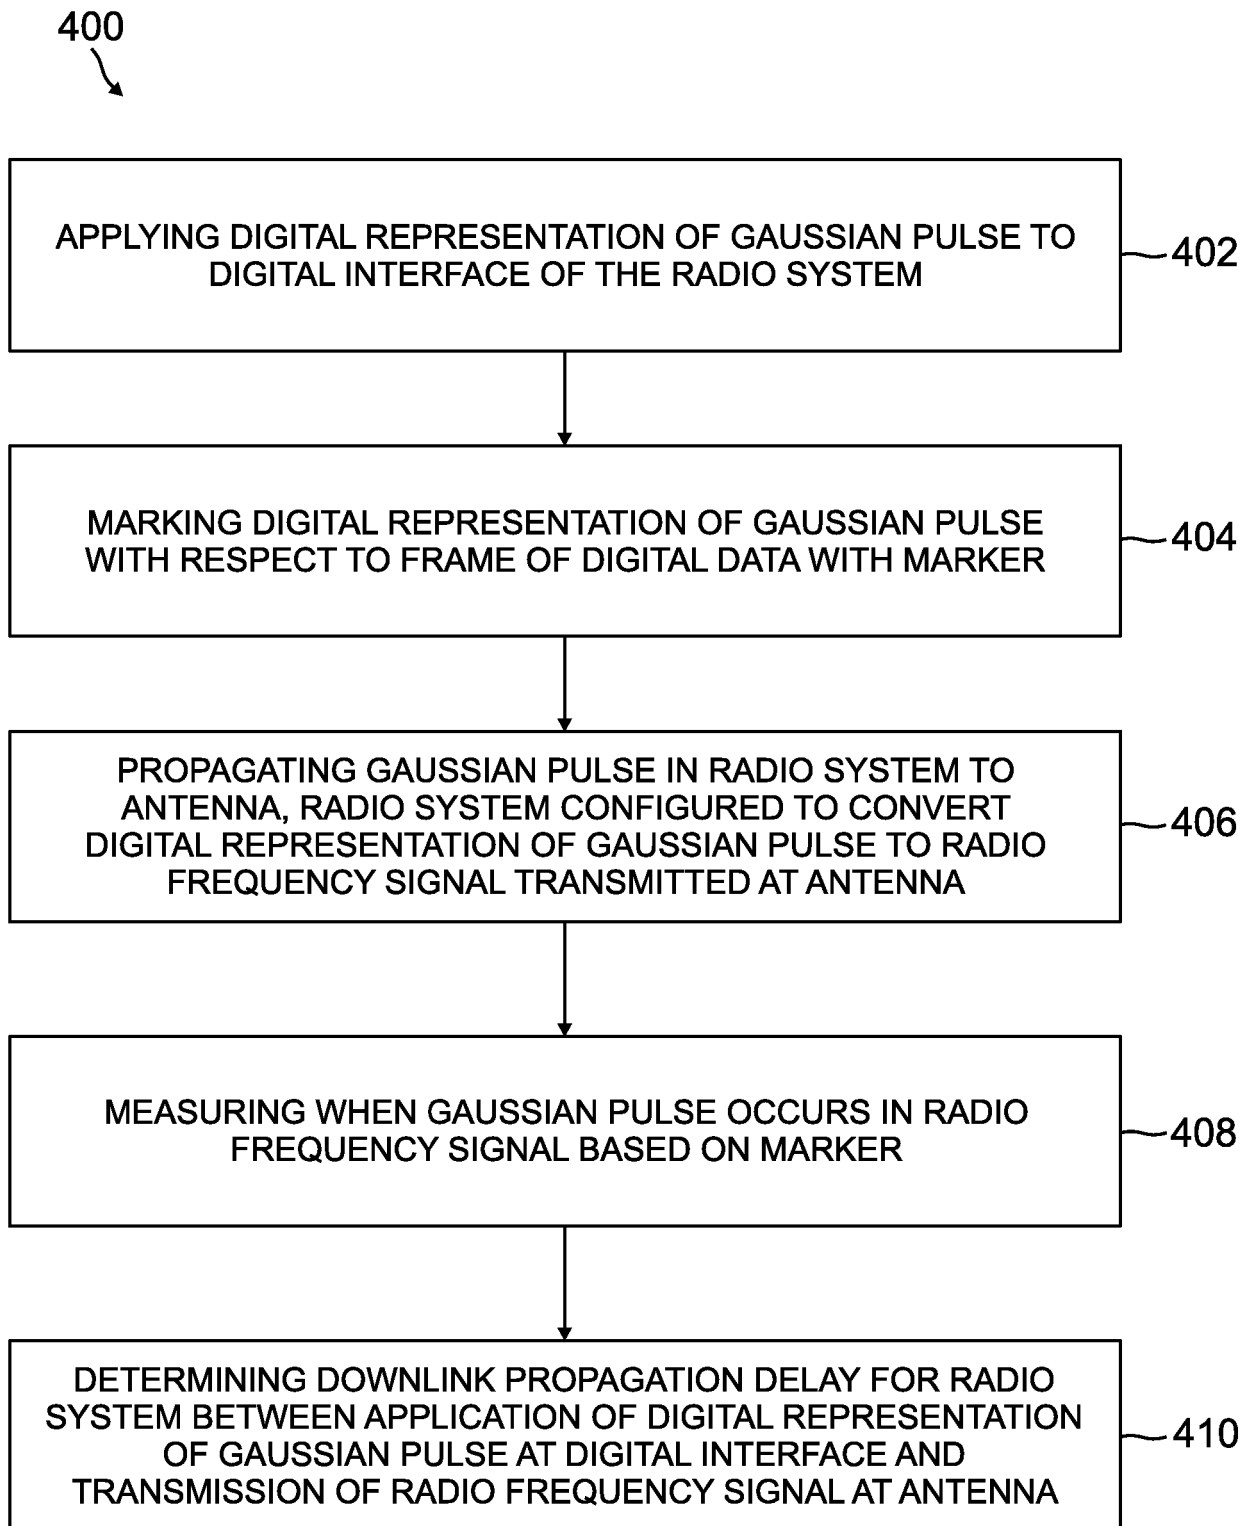 400
APPLYING DIGITAL REPRESENTATION OF GAUSSIAN PULSE TO
DIGITAL INTERFACE OF THE RADIO SYSTEM
402
MARKING DIGITAL REPRESENTATION OF GAUSSIAN PULSE
WITH RESPECT TO FRAME OF DIGITAL DATA WITH MARKER
404
PROPAGATING GAUSSIAN PULSE IN RADIO SYSTEM TO
ANTENNA, RADIO SYSTEM CONFIGURED TO CONVERT
DIGITAL REPRESENTATION OF GAUSSIAN PULSE TO RADIO
FREQUENCY SIGNAL TRANSMITTED AT ANTENNA
406
MEASURING WHEN GAUSSIAN PULSE OCCURS IN RADIO
FREQUENCY SIGNAL BASED ON MARKER
408
DETERMINING DOWNLINK PROPAGATION DELAY FOR RADIO
SYSTEM BETWEEN APPLICATION OF DIGITAL REPRESENTATION
OF GAUSSIAN PULSE AT DIGITAL INTERFACE AND
TRANSMISSION OF RADIO FREQUENCY SIGNAL AT ANTENNA
410